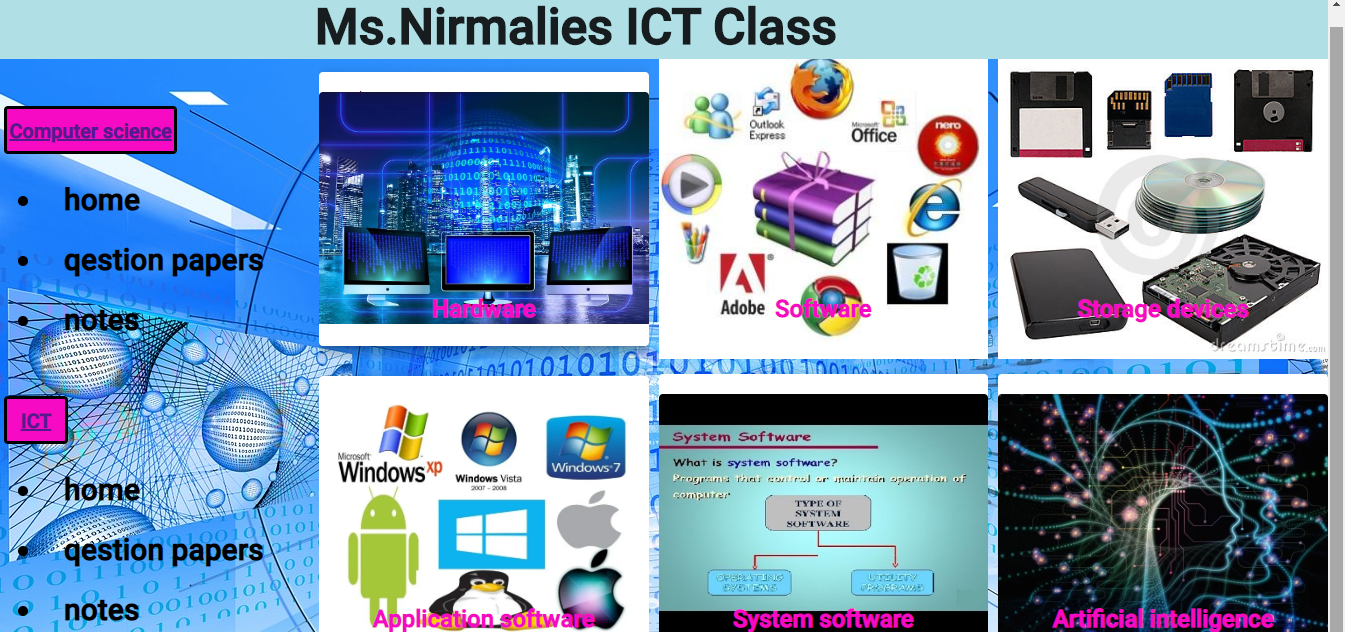 Ms.Nirmalies ICT Class
Computer science
home
qestion papers
notes
ICT
home
qestion papers
notes
Hardware
Outlook
Express
Microsoft
Office
nero
Adobe
Software
Storage devices
dreamstime.com
Microsoft
Windows xp
Windows Vista
2007 - 2008
Windows 7
Application software
System Software
What is system software?
Programs that control or maintain operation of
computer
TYPE OF
SYSTEM
SOFTWARE
OPERATING
SYSTEMS
UTILITY
PROGRAMS
System software
Artificial intelligence